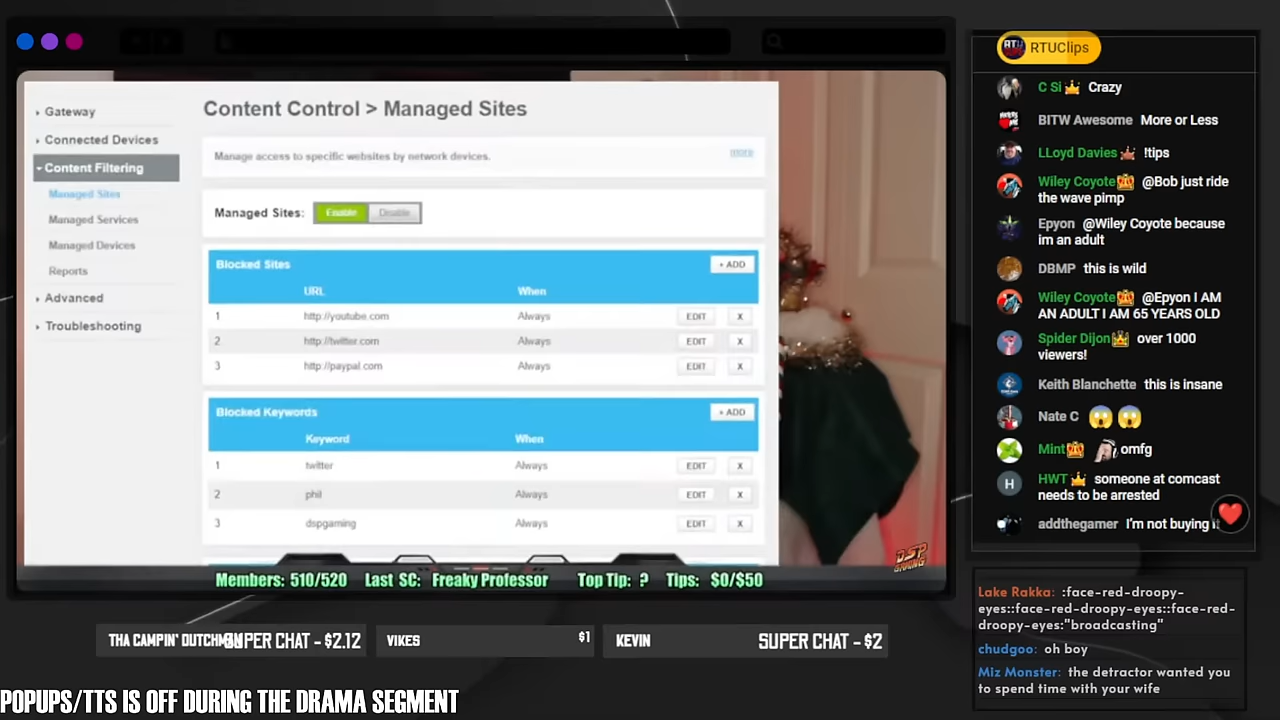 Content Control > Managed Sites
Gateway
Connected Devices
Content Filtering
Managed Sites
Managed Services
Managed Devices
Reports
Advanced
Troubleshooting
Manage access to specific websites by network devices.
more
Managed Sites: Enable Disable
Blocked Sites +ADD
URL When
1 http://youtube.com Always EDIT X
2 http://twitter.com Always EDIT X
3 http://paypal.com Always EDIT X
Blocked Keywords +ADD
Keyword When
1 twitter Always EDIT X
2 phil Always EDIT X
3 dspgaming Always EDIT X
DSP
GAMING
Members: 510/520 Last SC: Freaky Professor Top Tip: ? Tips: $0/$50
THA CAMPIN' DUTCHMAN SUPER CHAT - $2.12
VIKES $1
KEVIN SUPER CHAT - $2
POPUPS/TTS IS OFF DURING THE DRAMA SEGMENT
RTU RTUClips
C Si Crazy
BITW Awesome More or Less
LLoyd Davies !tips
Wiley Coyote @Bob just ride
the wave pimp
Epyon @Wiley Coyote because
im an adult
DBMP this is wild
Wiley Coyote @Epyon I AM
AN ADULT I AM 65 YEARS OLD
Spider Dijon over 1000
viewers!
Keith Blanchette this is insane
Nate C
Mint omfg
H HWT someone at comcast
needs to be arrested
addthegamer I'm not buying it
Lake Rakka: :face-red-droopy-
eyes::face-red-droopy-eyes::face-red-
droopy-eyes:"broadcasting"
chudgoo: oh boy
Miz Monster: the detractor wanted you
to spend time with your wife